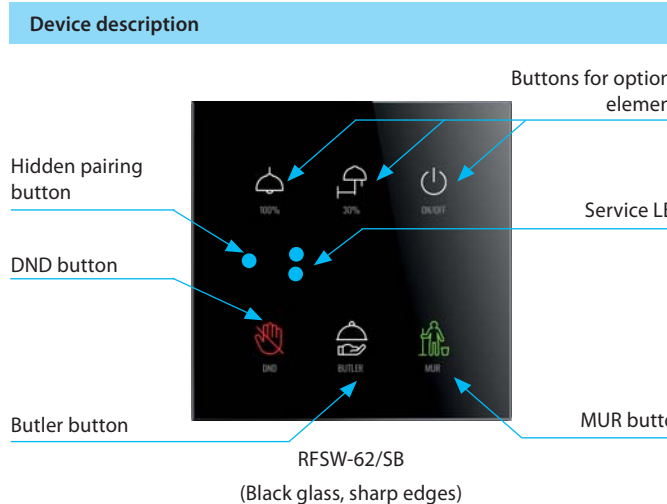 Device description
Buttons for option
elemen
Hidden pairing
button
100%
30%
ON/OFF
Service LE
DND button
DND
BUTLER
MUR
Butler button
MUR butto
RFSW-62/SB
(Black glass, sharp edges)